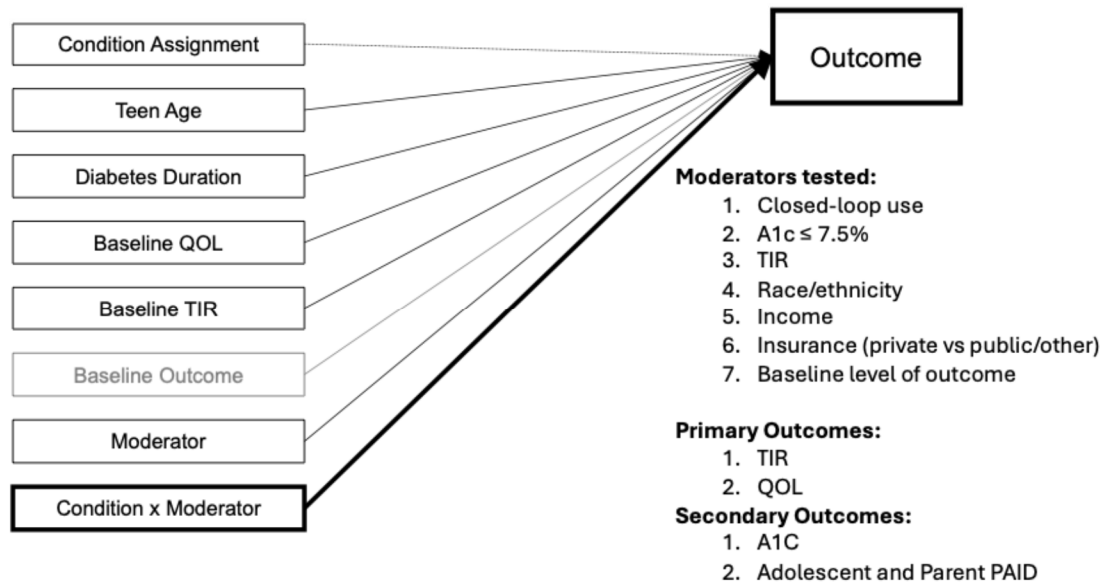 Condition Assignment
Teen Age
Diabetes Duration
Baseline QOL
Baseline TIR
Baseline Outcome
Moderator
Condition x Moderator
Outcome
Moderators tested:
1. Closed-loop use
2. A1c ≤ 7.5%
3. TIR
4. Race/ethnicity
5. Income
6. Insurance (private vs public/other)
7. Baseline level of outcome
Primary Outcomes:
1. TIR
2. QOL
Secondary Outcomes:
1. A1C
2. Adolescent and Parent PAID